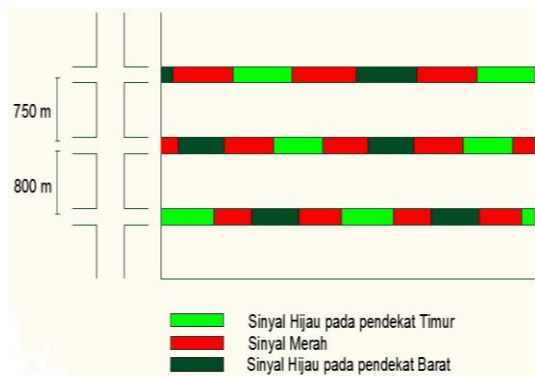 750 m
800 m
Sinyal Hijau pada pendekat Timur
Sinyal Merah
Sinyal Hijau pada pendekat Barat